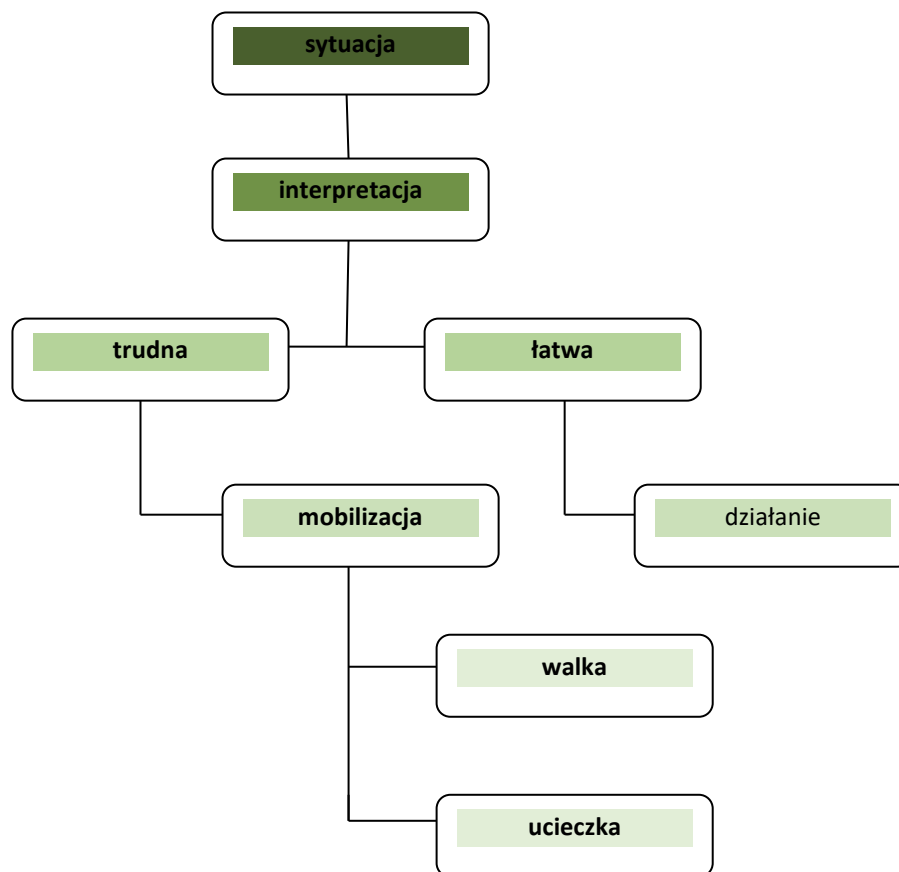 sytuacja
interpretacja
trudna
łatwa
mobilizacja
działanie
walka
ucieczka